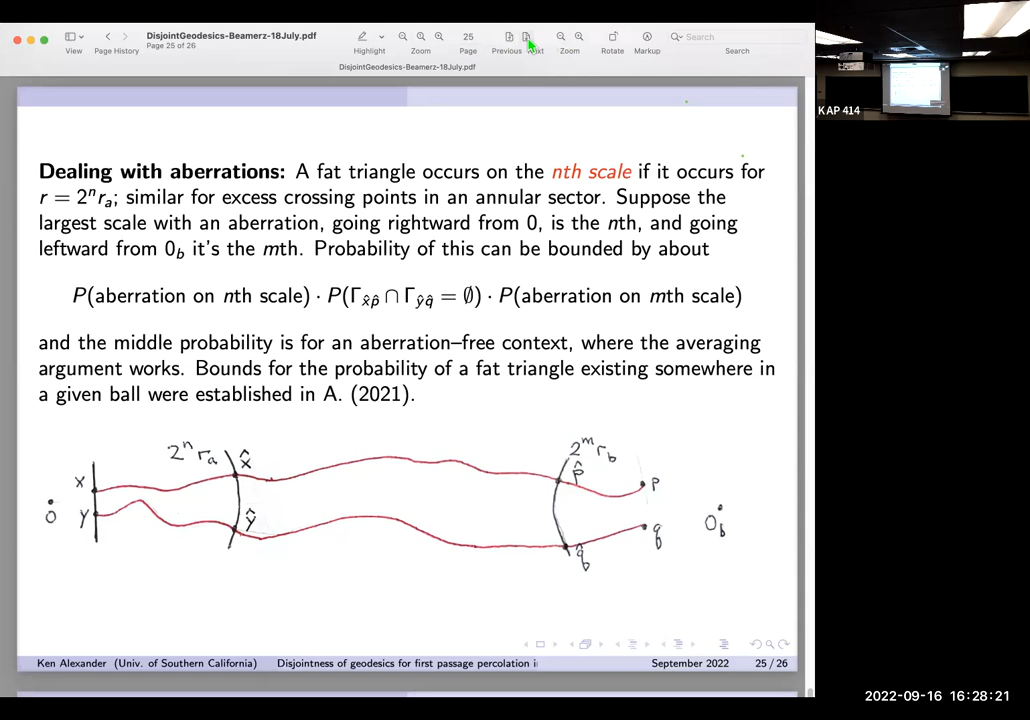 DisjointGeodesics-Beamerz-18July.pdf
Page 25 of 26
View
Page History
Highlight
Zoom
25
Page
Previous
Zoom
Rotate
Markup
Search
Search
DisjointGeodesics-Beamerz-18July.pdf
KAP 414
Dealing with aberrations: A fat triangle occurs on the nth scale if it occurs for
r = 2ⁿrₐ; similar for excess crossing points in an annular sector. Suppose the
largest scale with an aberration, going rightward from 0, is the nth, and going
leftward from 0_b it's the mth. Probability of this can be bounded by about
P(aberration on nth scale) · P(Γ_x̂p̂ ∩ Γ_ŷq̂ = ∅) · P(aberration on mth scale)
and the middle probability is for an aberration–free context, where the averaging
argument works. Bounds for the probability of a fat triangle existing somewhere in
a given ball were established in A. (2021).
2ⁿ rₐ
x̂
2ᵐ r_b
p̂
x
p
0
y
ŷ
q̂
q
0_b
Ken Alexander (Univ. of Southern California)
Disjointness of geodesics for first passage percolation i
September 2022
25 / 26
2022-09-16 16:28:21